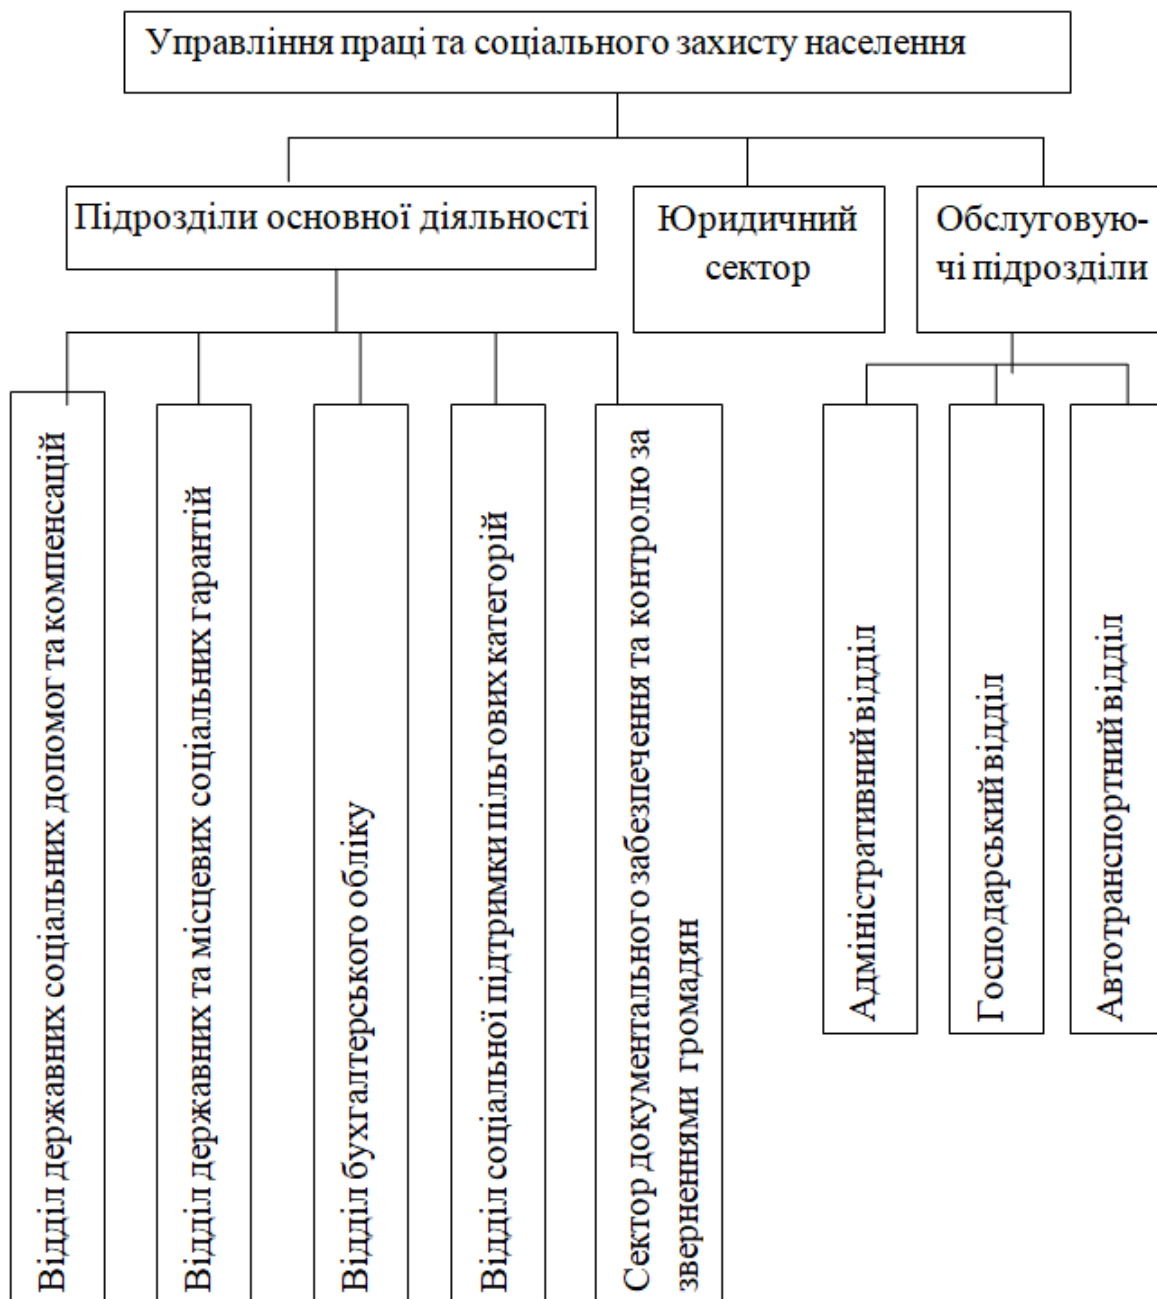 Управління праці та соціального захисту населення
Підрозділи основної діяльності
Юридичний
сектор
Обслуговую-
чі підрозділи
Відділ державних соціальних допомог та компенсацій
Відділ державних та місцевих соціальних гарантій
Відділ бухгалтерського обліку
Відділ соціальної підтримки пільгових категорій
Сектор документального забезпечення та контролю за
зверненнями громадян
Адміністративний відділ
Господарський відділ
Автотранспортний відділ